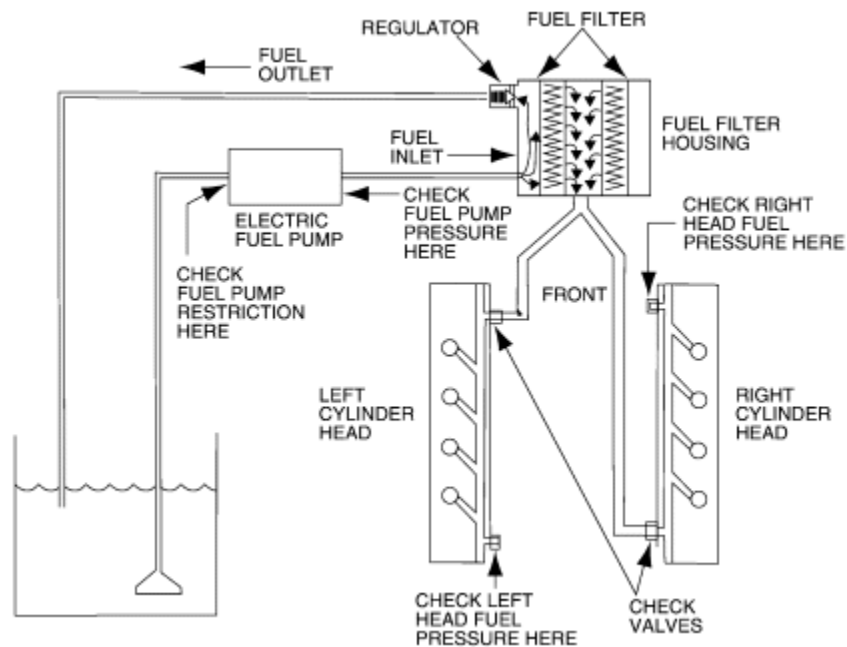 REGULATOR
FUEL FILTER
FUEL
OUTLET
FUEL
INLET
FUEL FILTER
HOUSING
ELECTRIC
FUEL PUMP
CHECK
FUEL PUMP
PRESSURE
HERE
CHECK RIGHT
HEAD FUEL
PRESSURE HERE
CHECK
FUEL PUMP
RESTRICTION
HERE
FRONT
LEFT
CYLINDER
HEAD
RIGHT
CYLINDER
HEAD
CHECK LEFT
HEAD FUEL
PRESSURE HERE
CHECK
VALVES